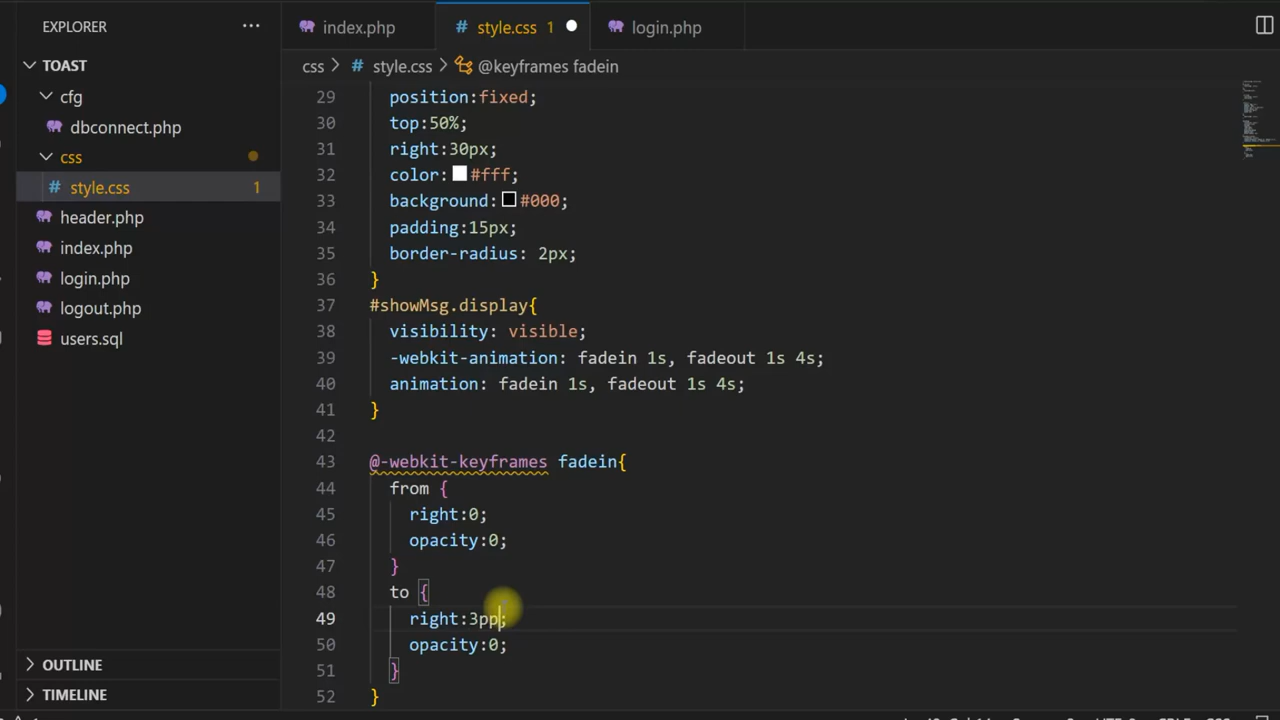 EXPLORER ...
index.php
# style.css 1
login.php
TOAST
css > # style.css > @keyframes fadein
cfg
dbconnect.php
css
# style.css 1
header.php
index.php
login.php
logout.php
users.sql
29 position:fixed;
30 top:50%;
31 right:30px;
32 color: #fff;
33 background: #000;
34 padding:15px;
35 border-radius: 2px;
36 }
37 #showMsg.display{
38 visibility: visible;
39 -webkit-animation: fadein 1s, fadeout 1s 4s;
40 animation: fadein 1s, fadeout 1s 4s;
41 }
42
43 @-webkit-keyframes fadein{
44 from {
45 right:0;
46 opacity:0;
47 }
48 to {
49 right:3pp;
50 opacity:0;
51 }
52 }
OUTLINE
TIMELINE